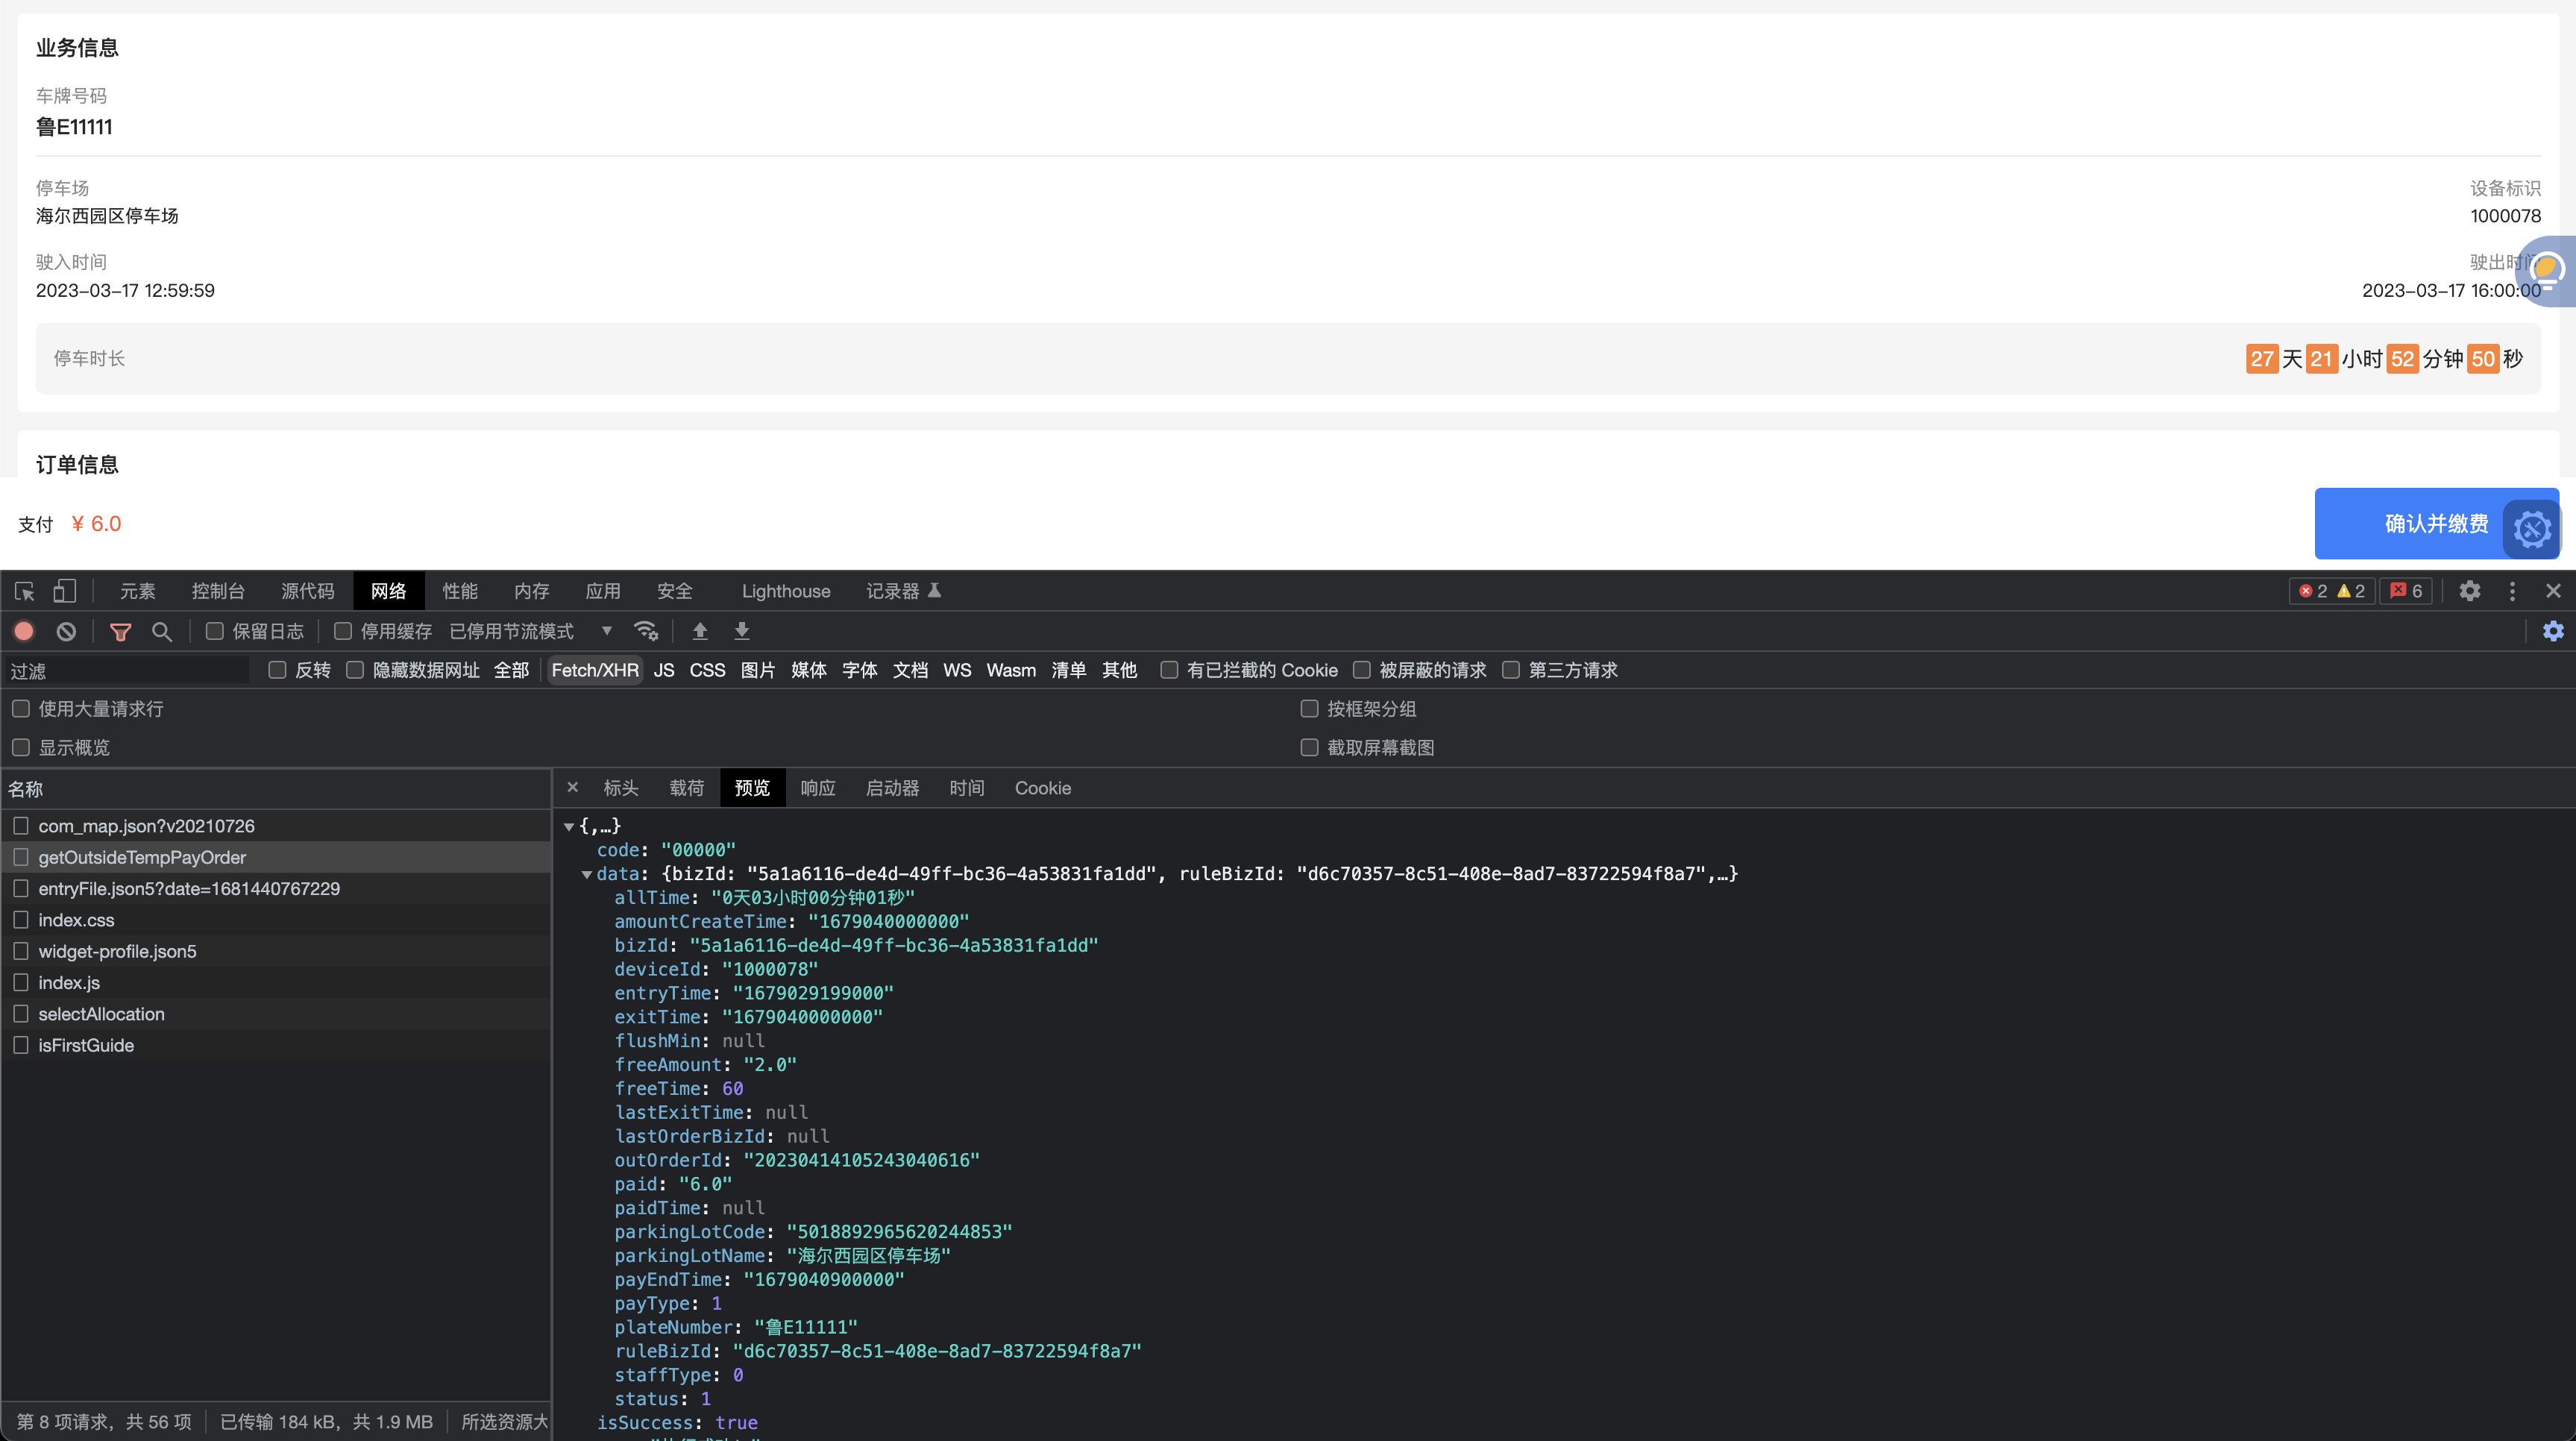 业务信息
车牌号码
鲁E11111
停车场 设备标识
海尔西园区停车场 1000078
驶入时间 驶出时间
2023-03-17 12:59:59 2023-03-17 16:00:00
停车时长 27 天 21 小时 52 分钟 50 秒
订单信息
支付 ¥ 6.0 确认并缴费
元素 控制台 源代码 网络 性能 内存 应用 安全 Lighthouse 记录器 2 2 6
保留日志 停用缓存 已停用节流模式
过滤 反转 隐藏数据网址 全部 Fetch/XHR JS CSS 图片 媒体 字体 文档 WS Wasm 清单 其他 有已拦截的 Cookie 被屏蔽的请求 第三方请求
使用大量请求行 按框架分组
显示概览 截取屏幕截图
名称
com_map.json?v20210726
getOutsideTempPayOrder
entryFile.json5?date=1681440767229
index.css
widget-profile.json5
index.js
selectAllocation
isFirstGuide
第 8 项请求，共 56 项 已传输 184 kB，共 1.9 MB 所选资源大
× 标头 载荷 预览 响应 启动器 时间 Cookie
▼{,…}
code: "00000"
▼data: {bizId: "5a1a6116-de4d-49ff-bc36-4a53831fa1dd", ruleBizId: "d6c70357-8c51-408e-8ad7-83722594f8a7",…}
allTime: "0天03小时00分钟01秒"
amountCreateTime: "1679040000000"
bizId: "5a1a6116-de4d-49ff-bc36-4a53831fa1dd"
deviceId: "1000078"
entryTime: "1679029199000"
exitTime: "1679040000000"
flushMin: null
freeAmount: "2.0"
freeTime: 60
lastExitTime: null
lastOrderBizId: null
outOrderId: "20230414105243040616"
paid: "6.0"
paidTime: null
parkingLotCode: "5018892965620244853"
parkingLotName: "海尔西园区停车场"
payEndTime: "1679040900000"
payType: 1
plateNumber: "鲁E11111"
ruleBizId: "d6c70357-8c51-408e-8ad7-83722594f8a7"
staffType: 0
status: 1
isSuccess: true